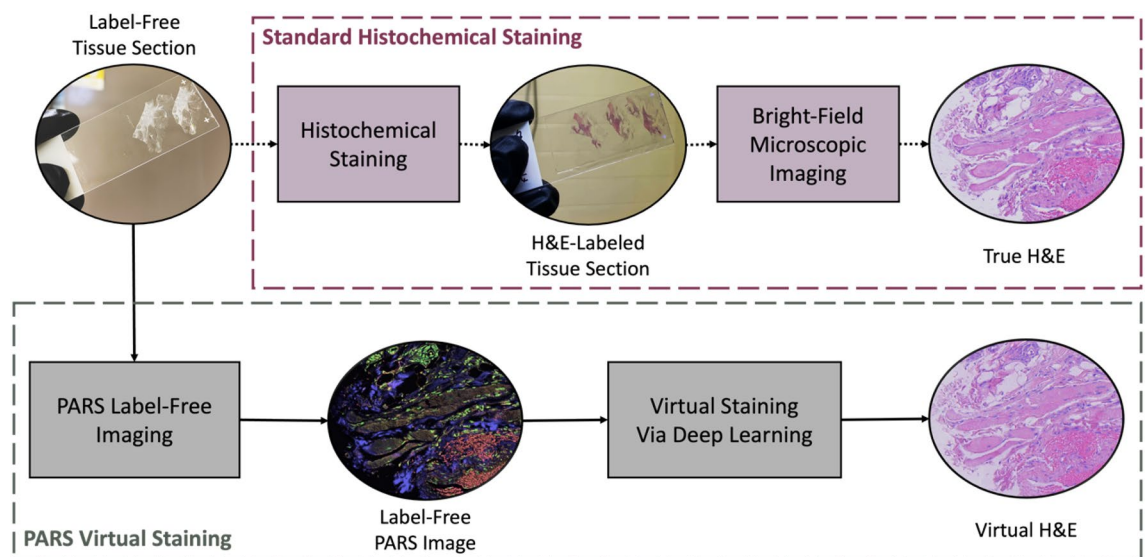 Label-Free
Tissue Section
Standard Histochemical Staining
Histochemical
Staining
H&E-Labeled
Tissue Section
Bright-Field
Microscopic
Imaging
True H&E
PARS Label-Free
Imaging
Label-Free
PARS Image
Virtual Staining
Via Deep Learning
Virtual H&E
PARS Virtual Staining